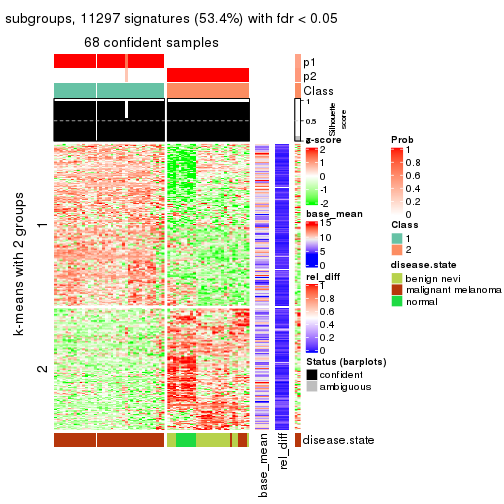 subgroups, 11297 signatures (53.4%) with fdr < 0.05
68 confident samples
p1
p2
Class
1
0.5
0
Silhouette
score
k-means with 2 groups
1
2
z-score
2
1
0
-1
-2
base_mean
15
10
5
0
rel_diff
1
0.8
0.6
0.4
0.2
0
Status (barplots)
confident
ambiguous
Prob
1
0.8
0.6
0.4
0.2
0
Class
1
2
disease.state
benign nevi
malignant melanoma
normal
disease.state
base_mean
rel_diff